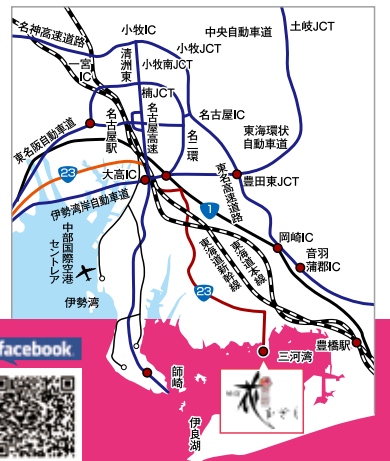 名神高速道路
小牧IC
中央自動車道
土岐JCT
小牧JCT
一宮IC
清洲東
小牧南JCT
楠JCT
名古屋高速
名古屋IC
名古屋駅
名二環
東海環状
自動車道
東名阪自動車道
23
大高IC
豊田東JCT
東名高速道路
伊勢湾岸自動車道
1
岡崎IC
音羽
蒲郡IC
中部国際空港
セントレア
東海道新幹線
東海道本線
伊勢湾
23
豊橋駅
三河湾
師崎
伊良湖
facebook